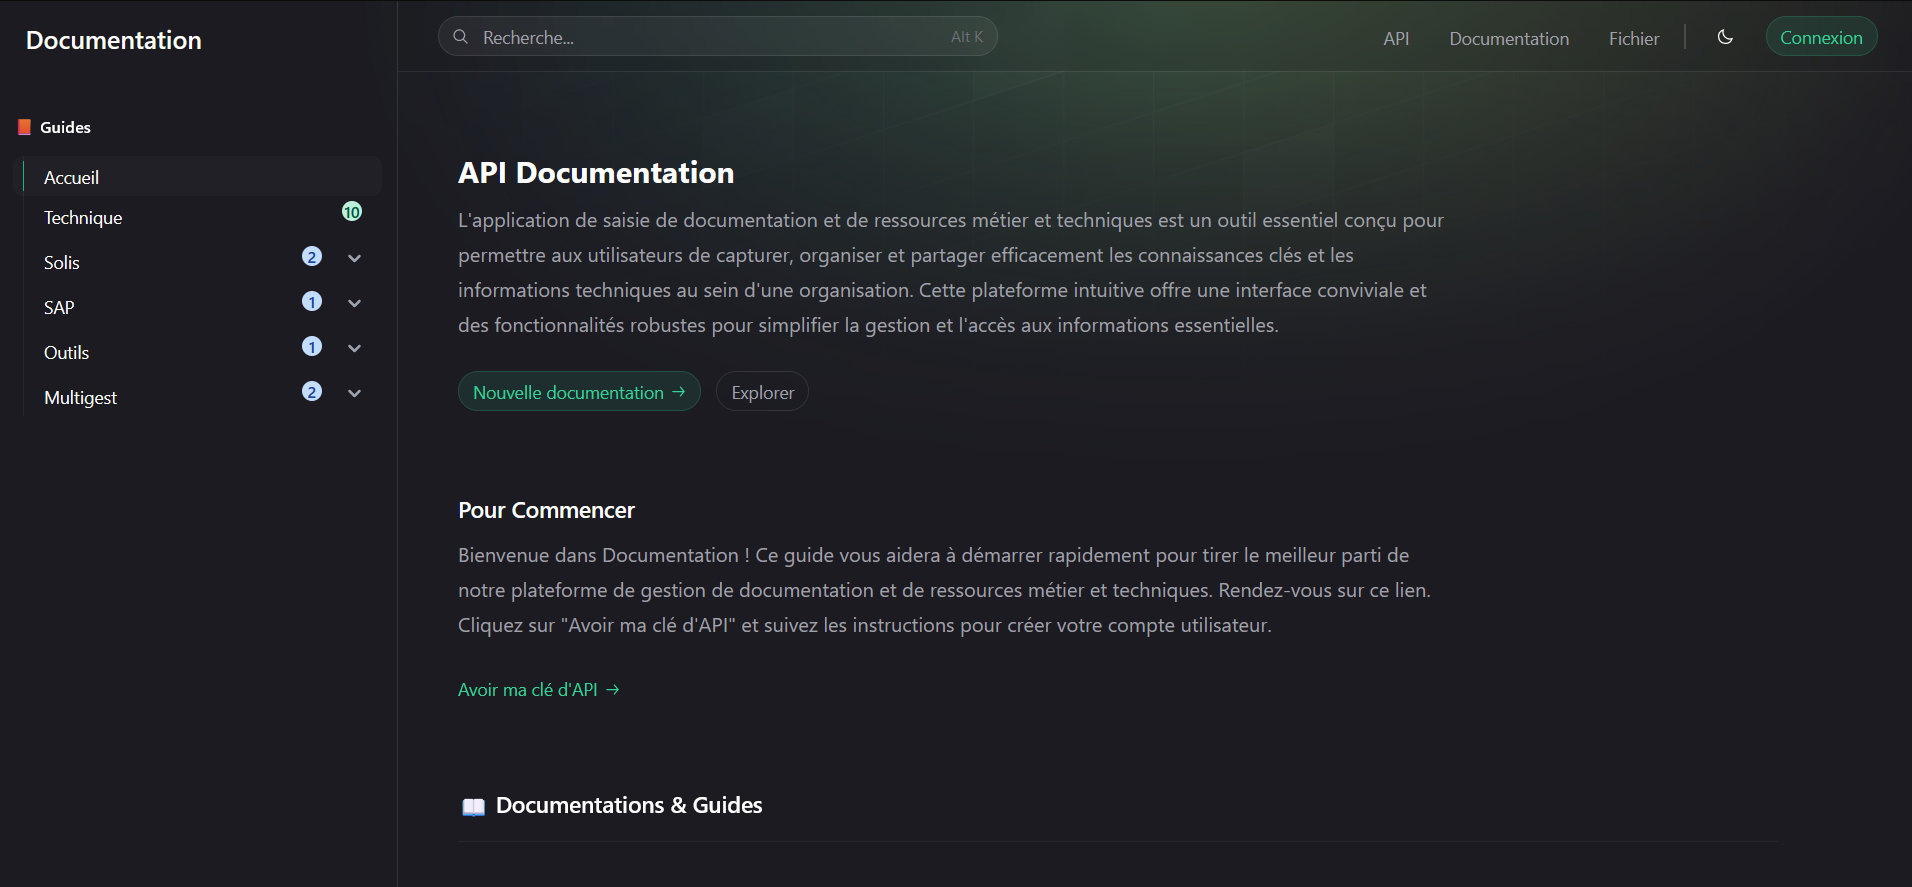 Documentation
Recherche...
Alt K
API
Documentation
Fichier
Connexion
Guides
Accueil
Technique
10
Solis
2
SAP
1
Outils
1
Multigest
2
API Documentation
L'application de saisie de documentation et de ressources métier et techniques est un outil essentiel conçu pour
permettre aux utilisateurs de capturer, organiser et partager efficacement les connaissances clés et les
informations techniques au sein d'une organisation. Cette plateforme intuitive offre une interface conviviale et
des fonctionnalités robustes pour simplifier la gestion et l'accès aux informations essentielles.
Nouvelle documentation →
Explorer
Pour Commencer
Bienvenue dans Documentation ! Ce guide vous aidera à démarrer rapidement pour tirer le meilleur parti de
notre plateforme de gestion de documentation et de ressources métier et techniques. Rendez-vous sur ce lien.
Cliquez sur "Avoir ma clé d'API" et suivez les instructions pour créer votre compte utilisateur.
Avoir ma clé d'API →
Documentations & Guides